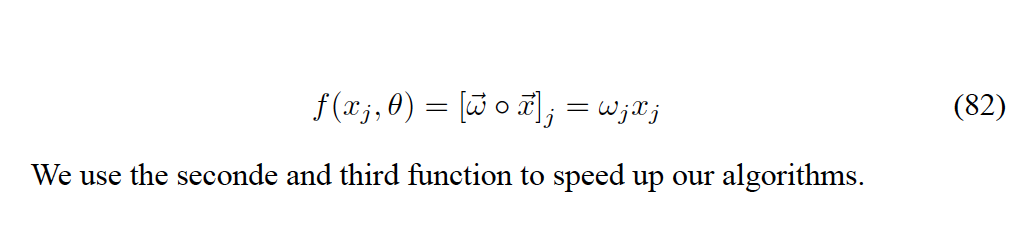 f(x_j, θ) = [ω⃗ ∘ x⃗]_j = ω_j x_j (82)
We use the seconde and third function to speed up our algorithms.